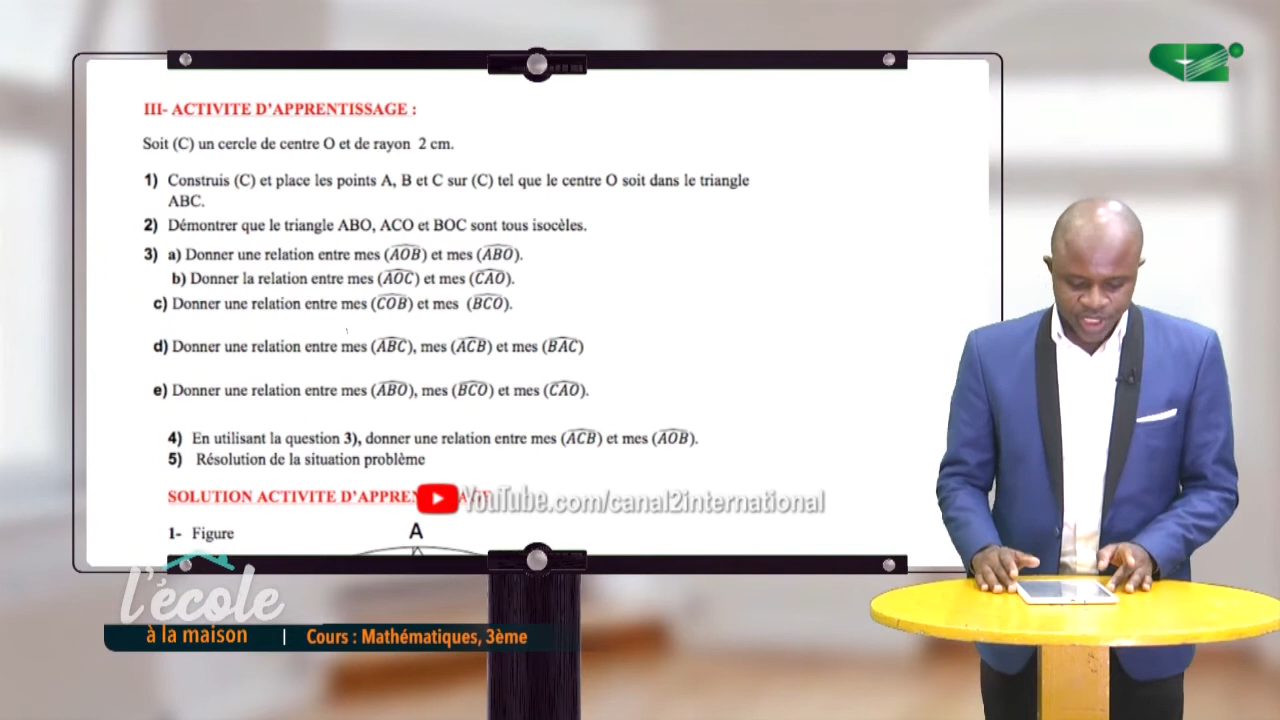 III- ACTIVITE D'APPRENTISSAGE :
Soit (C) un cercle de centre O et de rayon 2 cm.
1) Construis (C) et place les points A, B et C sur (C) tel que le centre O soit dans le triangle
ABC.
2) Démontrer que le triangle ABO, ACO et BOC sont tous isocèles.
3) a) Donner une relation entre mes (AOB) et mes (ABO).
b) Donner la relation entre mes (AOC) et mes (CAO).
c) Donner une relation entre mes (COB) et mes (BCO).
d) Donner une relation entre mes (ABC), mes (ACB) et mes (BAC)
e) Donner une relation entre mes (ABO), mes (BCO) et mes (CAO).
4) En utilisant la question 3), donner une relation entre mes (ACB) et mes (AOB).
5) Résolution de la situation problème
SOLUTION ACTIVITE
YouTube.com/canal2international
1- Figure
A
l'école
à la maison | Cours : Mathématiques, 3ème